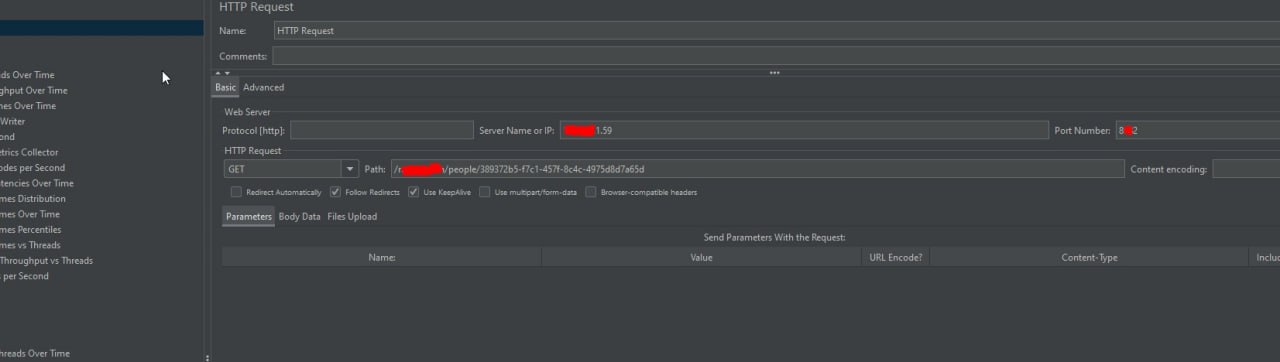 HTTP Request
Name: HTTP Request
Comments:
ds Over Time
Basic Advanced
ghput Over Time
mes Over Time
Web Server
Writer
Protocol [http]: Server Name or IP: 1.59 Port Number: 8 2
ond
HTTP Request
etrics Collector
odes per Second
GET Path: /r /people/389372b5-f7c1-457f-8c4c-4975d8d7a65d Content encoding:
tencies Over Time
Redirect Automatically Follow Redirects Use KeepAlive Use multipart/form-data Browser-compatible headers
mes Distribution
mes Over Time
Parameters Body Data Files Upload
mes Percentiles
Send Parameters With the Request:
mes vs Threads
Name: Value URL Encode? Content-Type Includ
Throughput vs Threads
per Second
hreads Over Time